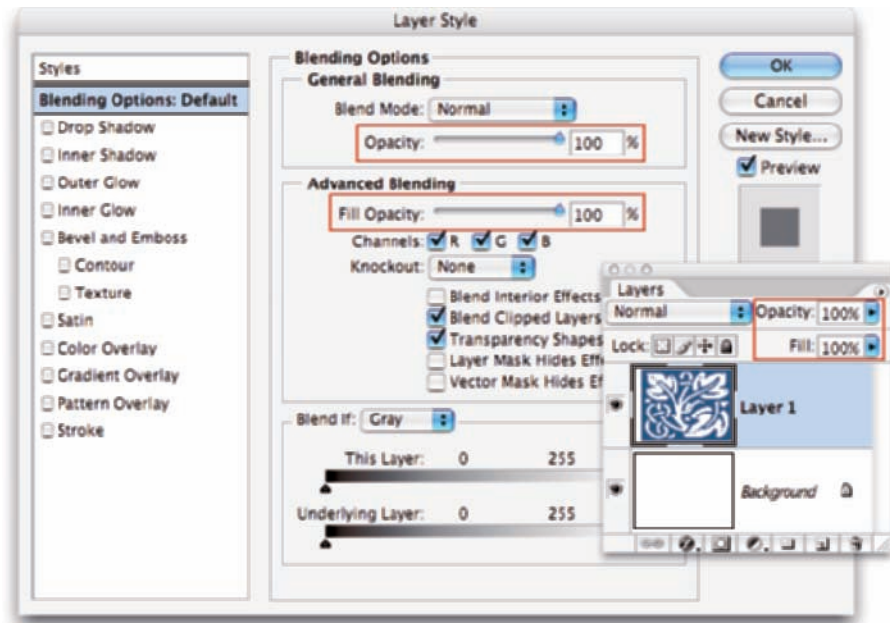 Layer Style
Styles
Blending Options: Default
Drop Shadow
Inner Shadow
Outer Glow
Inner Glow
Bevel and Emboss
Contour
Texture
Satin
Color Overlay
Gradient Overlay
Pattern Overlay
Stroke
Blending Options
General Blending
Blend Mode: Normal
Opacity: 100 %
Advanced Blending
Fill Opacity: 100 %
Channels: R G B
Knockout: None
Blend Interior Effects
Blend Clipped Layers
Transparency Shapes
Layer Mask Hides Eff
Vector Mask Hides Ef
Blend If: Gray
This Layer: 0 255
Underlying Layer: 0 255
OK
Cancel
New Style...
Preview
Layers
Normal Opacity: 100%
Lock: Fill: 100%
Layer 1
Background